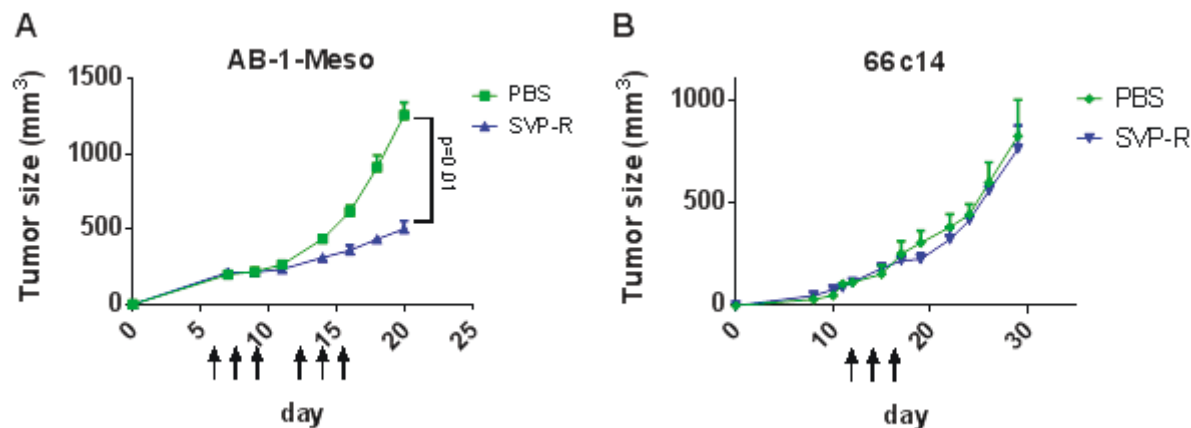 A
AB-1-Meso
Tumor size (mm³)
1500
1000
500
0
0
5
10
15
20
25
day
PBS
SVP-R
p=0.01
B
66c14
Tumor size (mm³)
1000
500
0
0
10
20
30
day
PBS
SVP-R